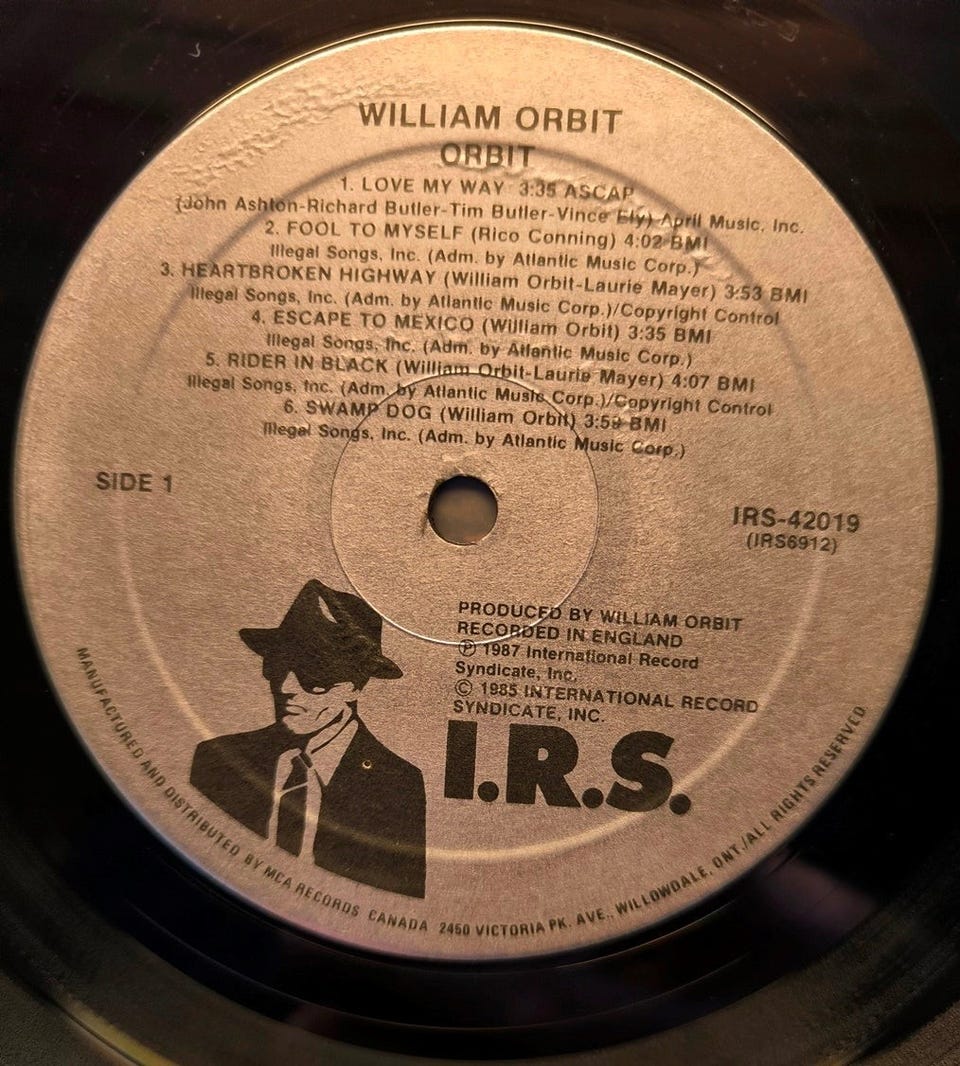 WILLIAM ORBIT
ORBIT
1. LOVE MY WAY 3:35 ASCAP
(John Ashton-Richard Butler-Tim Butler-Vince Ely) April Music, Inc.
2. FOOL TO MYSELF (Rico Conning) 4:02 BMI
Illegal Songs, Inc. (Adm. by Atlantic Music Corp.)
3. HEARTBROKEN HIGHWAY (William Orbit-Laurie Mayer) 3:53 BMI
Illegal Songs, Inc. (Adm. by Atlantic Music Corp.)/Copyright Control
4. ESCAPE TO MEXICO (William Orbit) 3:35 BMI
Illegal Songs, Inc. (Adm. by Atlantic Music Corp.)
5. RIDER IN BLACK (William Orbit-Laurie Mayer) 4:07 BMI
Illegal Songs, Inc. (Adm. by Atlantic Music Corp.)/Copyright Control
6. SWAMP DOG (William Orbit) 3:59 BMI
Illegal Songs, Inc. (Adm. by Atlantic Music Corp.)
SIDE 1
IRS-42019
(IRS6912)
PRODUCED BY WILLIAM ORBIT
RECORDED IN ENGLAND
Ⓟ 1987 International Record
Syndicate, Inc.
© 1985 INTERNATIONAL RECORD
SYNDICATE, INC.
I.R.S.
MANUFACTURED AND DISTRIBUTED BY MCA RECORDS CANADA 2450 VICTORIA PK. AVE., WILLOWDALE, ONT./ALL RIGHTS RESERVED